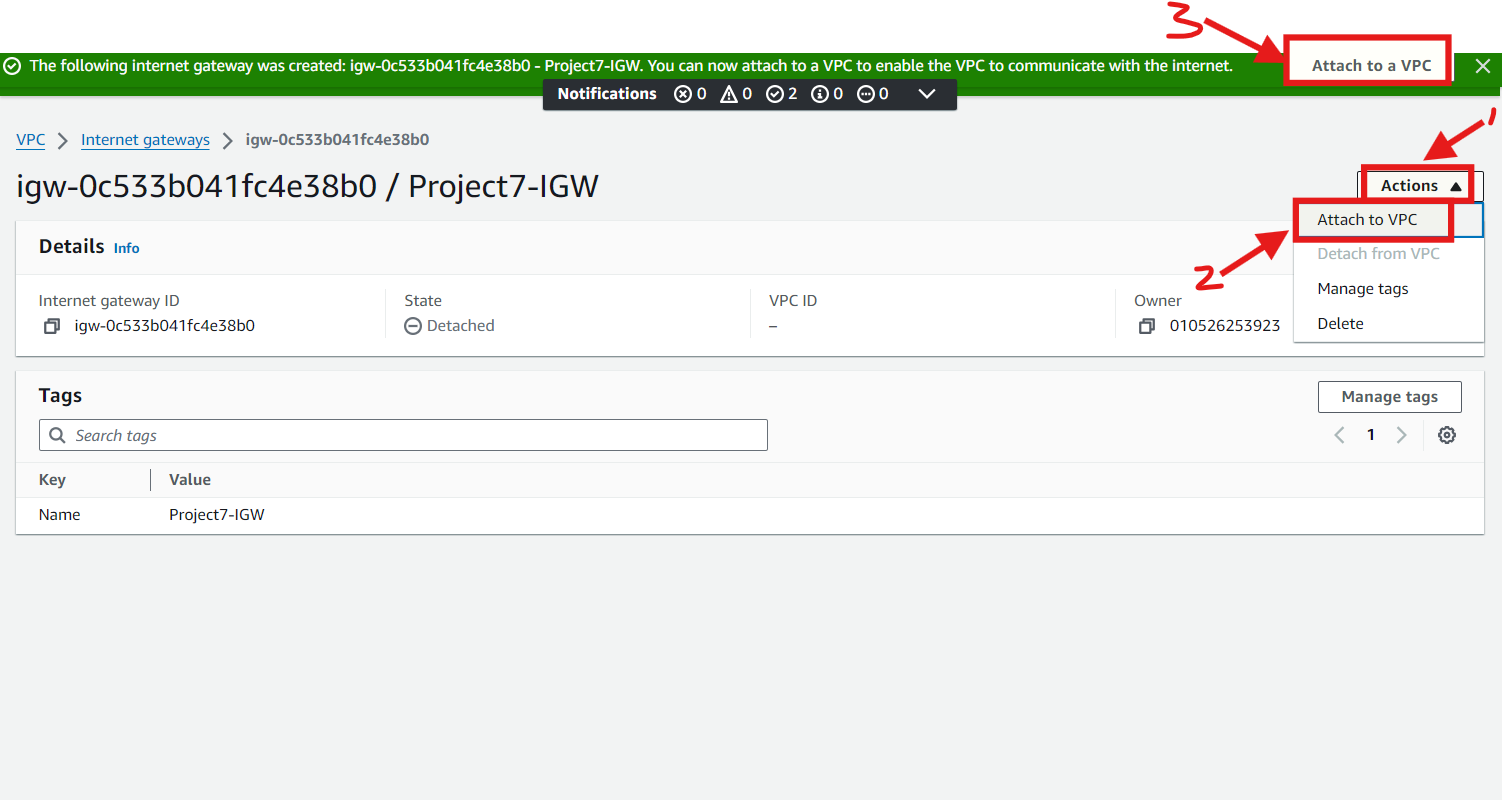 3
The following internet gateway was created: igw-0c533b041fc4e38b0 - Project7-IGW. You can now attach to a VPC to enable the VPC to communicate with the internet.
Attach to a VPC
Notifications 0 0 2 0 0
1
VPC Internet gateways igw-0c533b041fc4e38b0
igw-0c533b041fc4e38b0 / Project7-IGW
Actions
Attach to VPC
Detach from VPC
Manage tags
Delete
2
Details Info
Internet gateway ID
igw-0c533b041fc4e38b0
State
Detached
VPC ID
–
Owner
010526253923
Tags
Manage tags
Search tags
1
Key Value
Name Project7-IGW